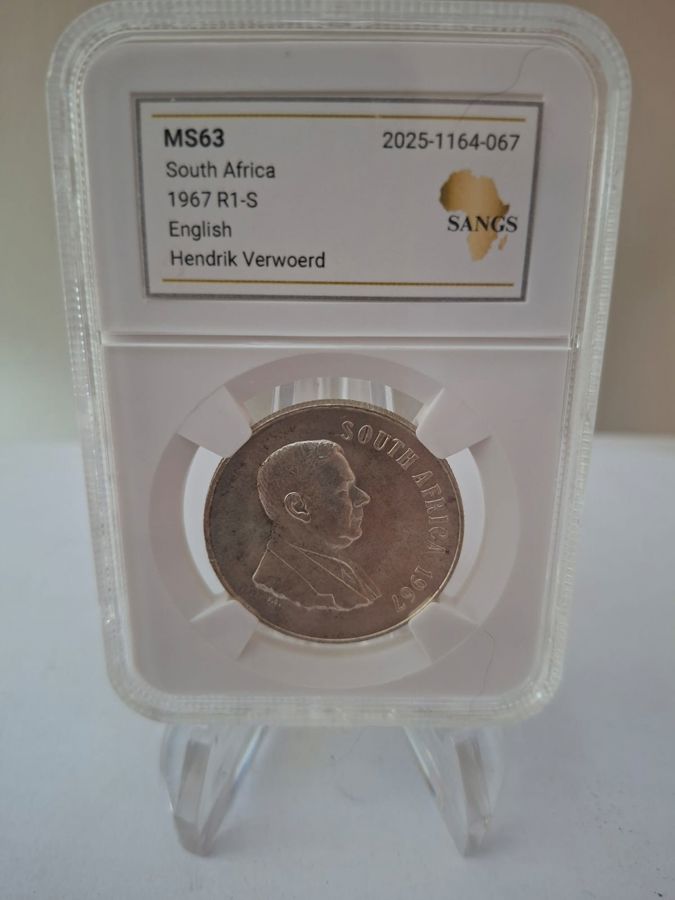 MS63
2025-1164-067
South Africa
1967 R1-S
English
Hendrik Verwoerd
SANGS
SOUTH AFRICA 1967